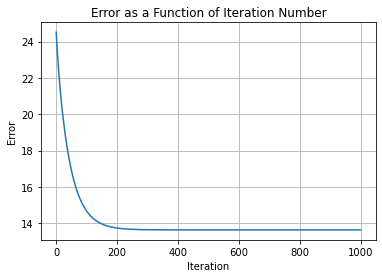 Error as a Function of Iteration Number
24
22
20
18
16
14
Error
0 200 400 600 800 1000
Iteration